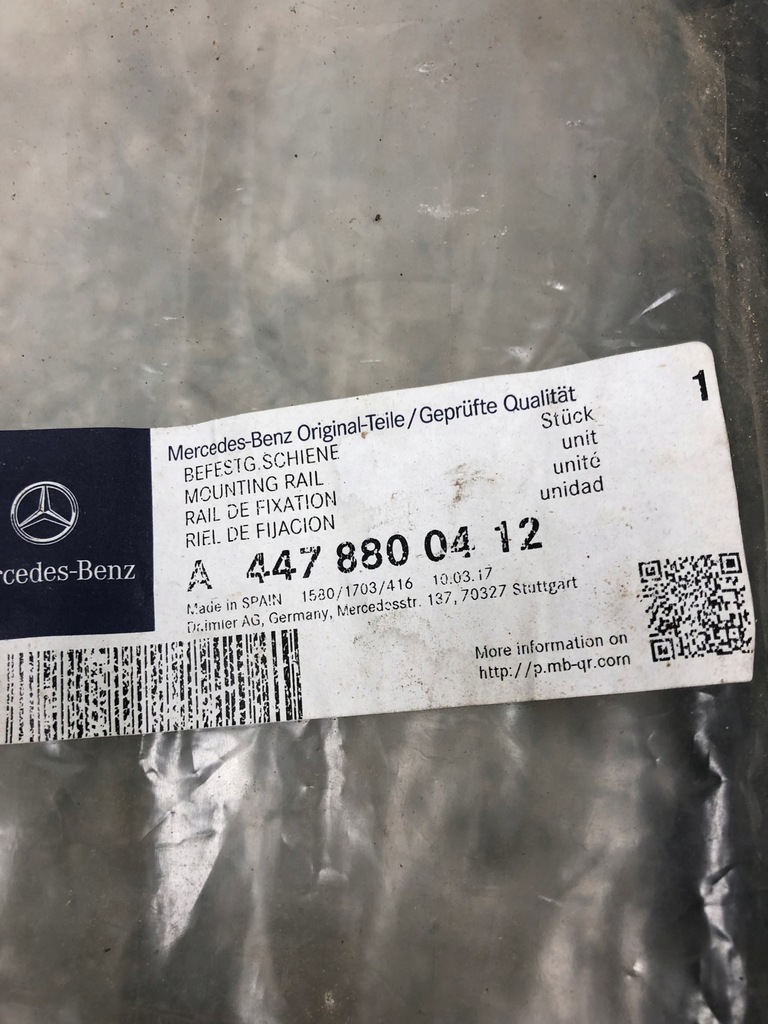 Mercedes-Benz Original-Teile / Geprüfte Qualität
1
BEFESTG.SCHIENE
Stück
MOUNTING RAIL
unit
RAIL DE FIXATION
unité
RIEL DE FIJACION
unidad
A 447 880 04 12
Made in SPAIN 1580/1703/416 10.03.17
Daimler AG, Germany, Mercedesstr. 137, 70327 Stuttgart
rcedes-Benz
More information on
http://p.mb-qr.com